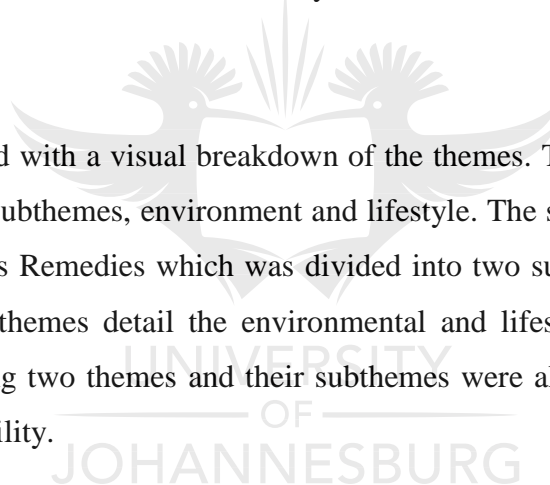 d with a visual breakdown of the themes. T
ubthemes, environment and lifestyle. The s
s Remedies which was divided into two su
themes detail the environmental and lifes
g two themes and their subthemes were al
ility.
UNIVERSITY
OF
JOHANNESBURG